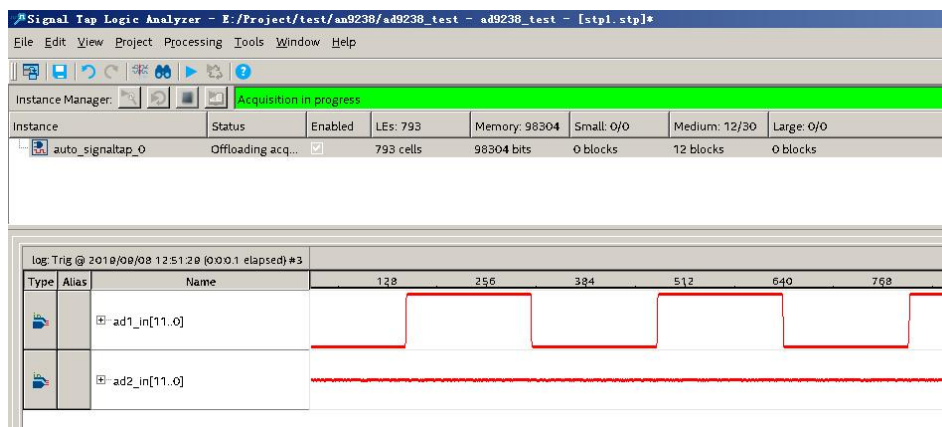 Signal Tap Logic Analyzer - E:/Project/test/an9238/ad9238_test - ad9238_test - [stp1.stp]*
File Edit View Project Processing Tools Window Help
Instance Manager: Acquisition in progress
Instance Status Enabled LEs: 793 Memory: 98304 Small: 0/0 Medium: 12/30 Large: 0/0
auto_signaltap_0 Offloading acq... 793 cells 98304 bits 0 blocks 12 blocks 0 blocks
log: Trig @ 2019/09/08 12:51:29 (0:0:0.1 elapsed) #3
Type Alias Name 128 256 384 512 640 768
ad1_in[11..0]
ad2_in[11..0]